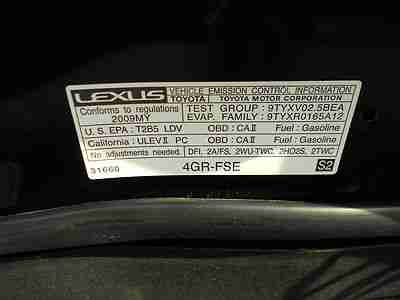 LEXUS VEHICLE EMISSION CONTROL INFORMATION
TOYOTA TOYOTA MOTOR CORPORATION
Conforms to regulations TEST GROUP : 9TYXV02.5BEA
2009MY EVAP. FAMILY : 9TYXR0165A12
U.S. EPA : T2B5 LDV OBD : CAⅡ Fuel : Gasoline
California : ULEVⅡ PC OBD : CAⅡ Fuel : Gasoline
No adjustments needed. DFI, 2A/FS, 2WU-TWC, 2HO2S, 2TWC
31660 4GR-FSE S2